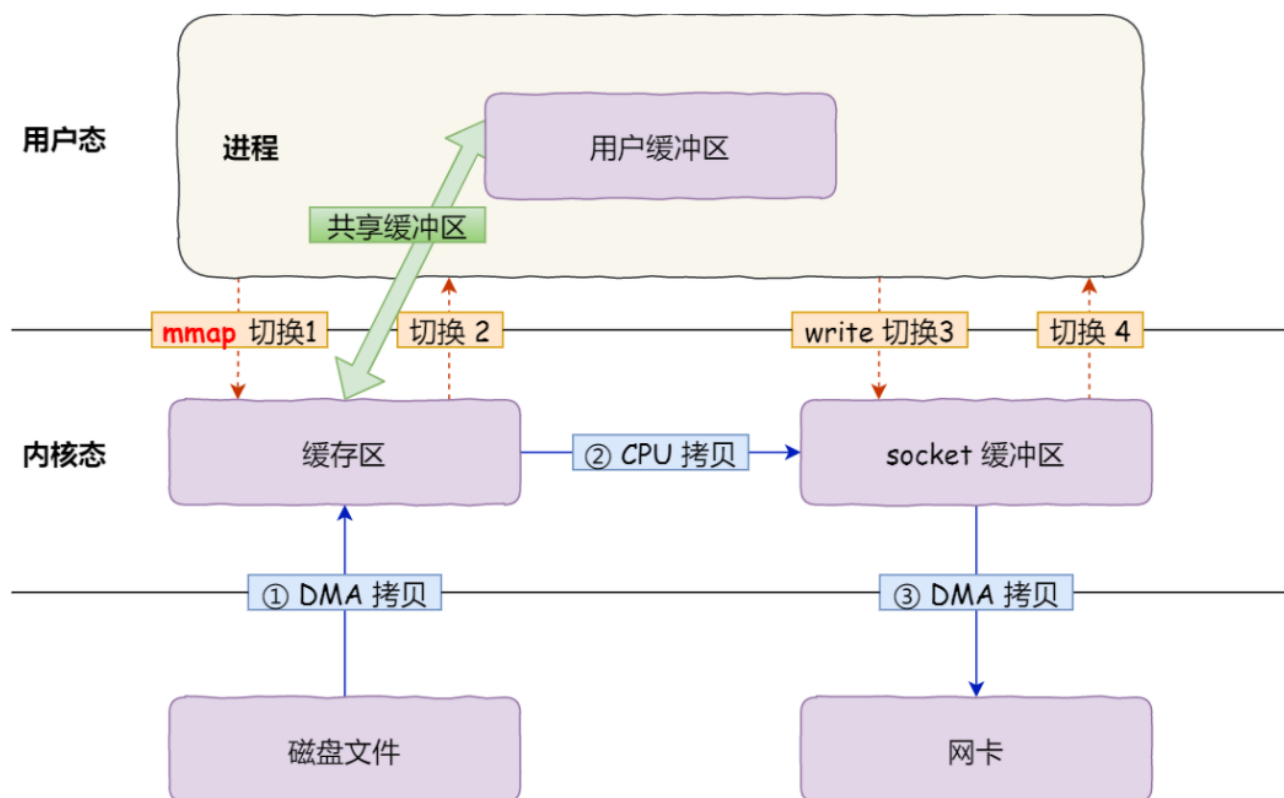 用户态
进程
用户缓冲区
共享缓冲区
mmap 切换1
切换 2
write 切换3
切换 4
内核态
缓存区
② CPU 拷贝
socket 缓冲区
① DMA 拷贝
③ DMA 拷贝
磁盘文件
网卡